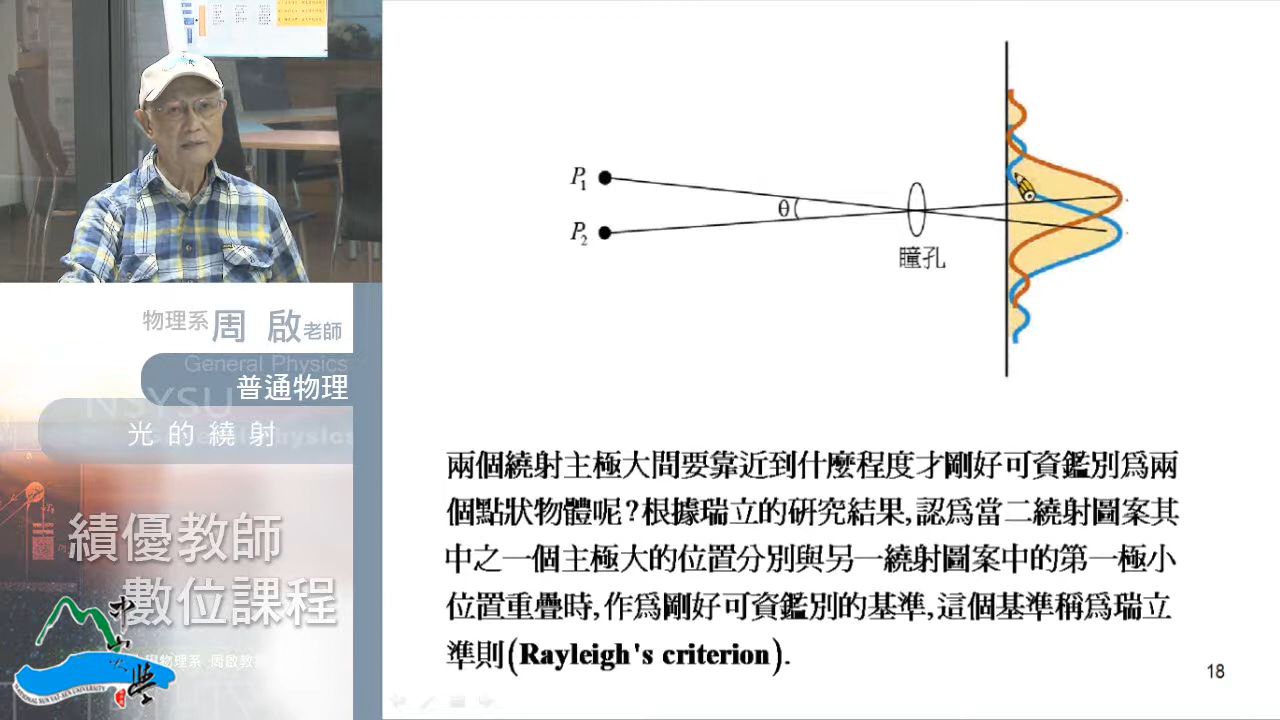 物理系 周 啟 老師
General Physics
普通物理
NSYSU
光的繞射
績優教師
數位課程
P1
θ
P2
瞳孔
兩個繞射主極大間要靠近到什麼程度才剛好可資鑑別為兩
個點狀物體呢?根據瑞立的研究結果,認為當二繞射圖案其
中之一個主極大的位置分別與另一繞射圖案中的第一極小
位置重疊時,作為剛好可資鑑別的基準,這個基準稱為瑞立
準則(Rayleigh's criterion).
18